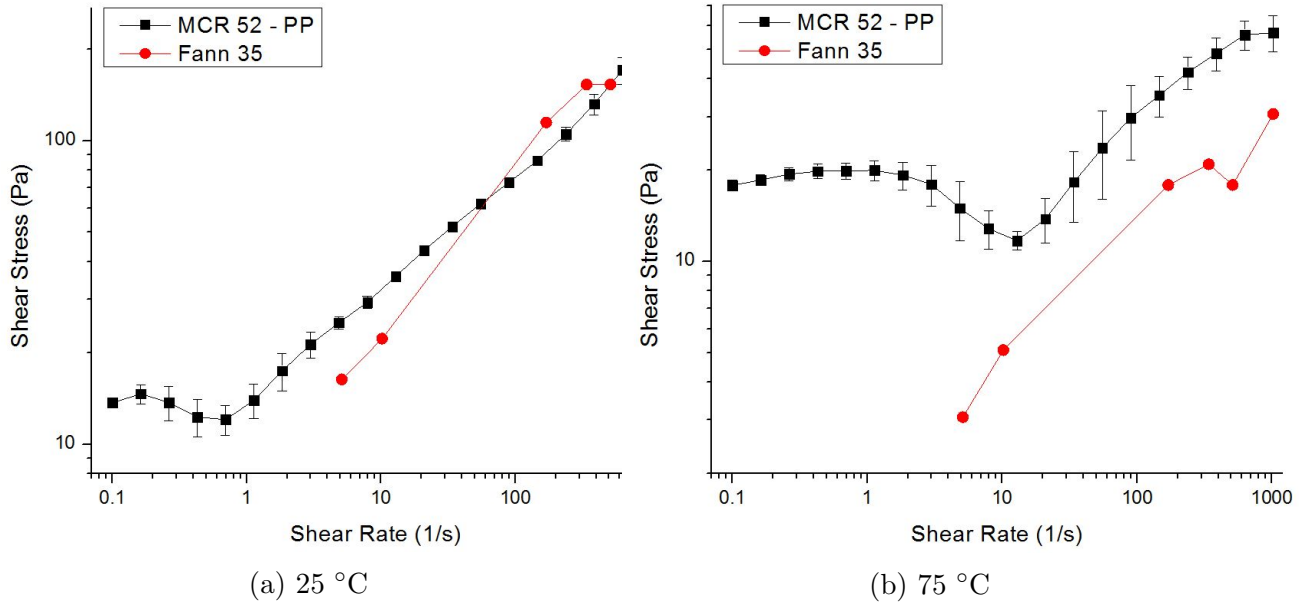 MCR 52 - PP
Fann 35
100
10
Shear Stress (Pa)
0.1 1 10 100
Shear Rate (1/s)
(a) 25 °C
MCR 52 - PP
Fann 35
10
Shear Stress (Pa)
0.1 1 10 100 1000
Shear Rate (1/s)
(b) 75 °C